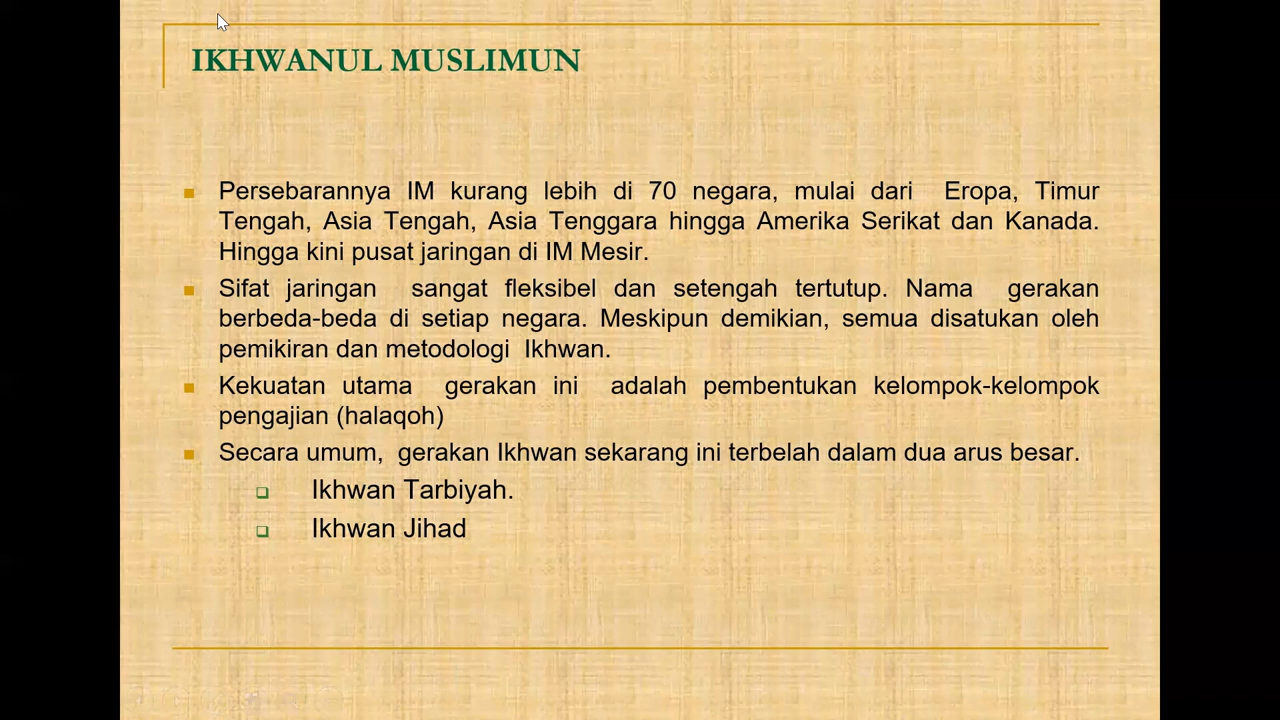 IKHWANUL MUSLIMUN
Persebarannya IM kurang lebih di 70 negara, mulai dari Eropa, Timur
Tengah, Asia Tengah, Asia Tenggara hingga Amerika Serikat dan Kanada.
Hingga kini pusat jaringan di IM Mesir.
Sifat jaringan sangat fleksibel dan setengah tertutup. Nama gerakan
berbeda-beda di setiap negara. Meskipun demikian, semua disatukan oleh
pemikiran dan metodologi Ikhwan.
Kekuatan utama gerakan ini adalah pembentukan kelompok-kelompok
pengajian (halaqoh)
Secara umum, gerakan Ikhwan sekarang ini terbelah dalam dua arus besar.
Ikhwan Tarbiyah.
Ikhwan Jihad